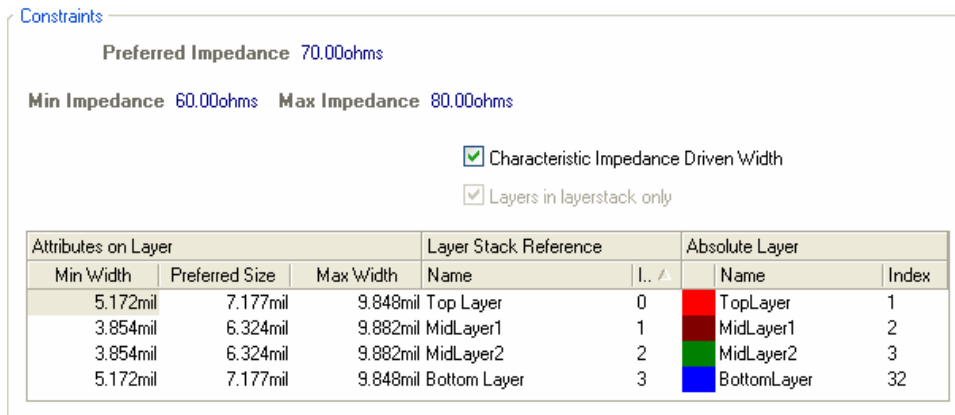 Constraints
Preferred Impedance 70.00ohms
Min Impedance 60.00ohms Max Impedance 80.00ohms
Characteristic Impedance Driven Width
Layers in layerstack only
Attributes on Layer Layer Stack Reference Absolute Layer
Min Width Preferred Size Max Width Name I.. Name Index
5.172mil 7.177mil 9.848mil Top Layer 0 TopLayer 1
3.854mil 6.324mil 9.882mil MidLayer1 1 MidLayer1 2
3.854mil 6.324mil 9.882mil MidLayer2 2 MidLayer2 3
5.172mil 7.177mil 9.848mil Bottom Layer 3 BottomLayer 32